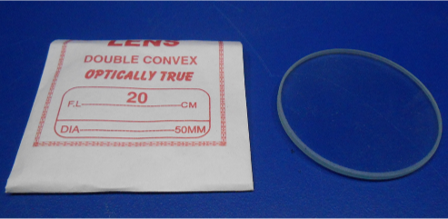 LENS
DOUBLE CONVEX
OPTICALLY TRUE
F.L 20 CM
DIA 50MM